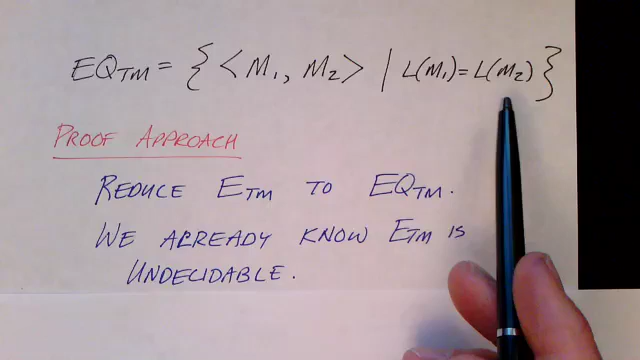 EQTM = { < M1, M2 > | L(M1) = L(M2) }
PROOF APPROACH
REDUCE ETM TO EQTM.
WE ALREADY KNOW ETM IS
UNDECIDABLE.